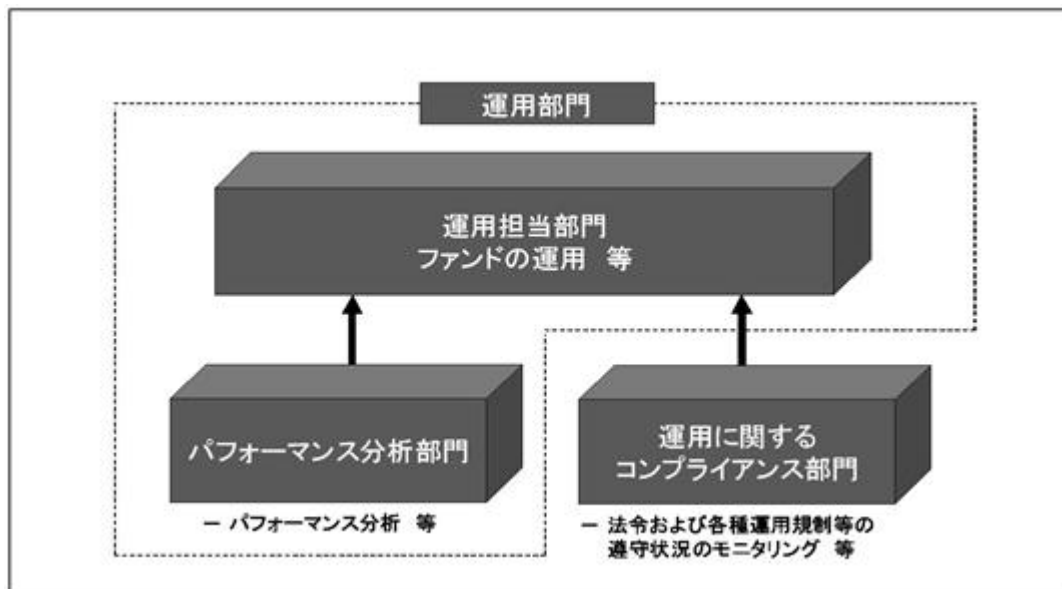 運用部門
運用担当部門
ファンドの運用 等
パフォーマンス分析部門
− パフォーマンス分析 等
運用に関する
コンプライアンス部門
− 法令および各種運用規制等の
遵守状況のモニタリング 等